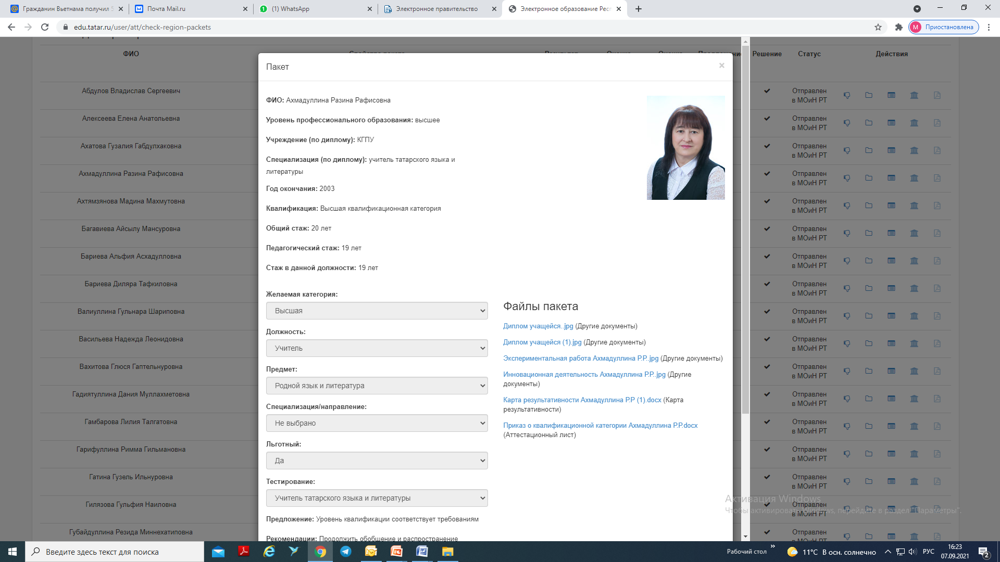 Гражданин Вьетнама получил 5
Почта Mail.ru
(1) WhatsApp
Электронное правительство
Электронное образование Респ
edu.tatar.ru/user/att/check-region-packets
М Приостановлена
ФИО
Решение
Статус
Действия
Пакет
×
ФИО: Ахмадуллина Разина Рафисовна
Уровень профессионального образования: высшее
Учреждение (по диплому): КГПУ
Специализация (по диплому): учитель татарского языка и
литературы
Год окончания: 2003
Квалификация: Высшая квалификационная категория
Общий стаж: 20 лет
Педагогический стаж: 19 лет
Стаж в данной должности: 19 лет
Желаемая категория:
Высшая
Должность:
Учитель
Предмет:
Родной язык и литература
Специализация/направление:
Не выбрано
Льготный:
Да
Тестирование:
Учитель татарского языка и литературы
Предложение: Уровень квалификации соответствует требованиям
Рекомендации: Продолжить обобщение и распространение
Файлы пакета
Диплом учащейся..jpg (Другие документы)
Диплом учащейся (1).jpg (Другие документы)
Экспериментальная работа Ахмадуллина Р.Р..jpg (Другие документы)
Инновационная деятельность Ахмадуллина Р.Р..jpg (Другие
документы)
Карта результативности Ахмадуллина Р.Р (1).docx (Карта
результативности)
Приказ о квалификационной категории Ахмадуллина Р.Р.docx
(Аттестационный лист)
Абдулов Владислав Сергеевич
Отправлен
в МОиН РТ
Алексеева Елена Анатольевна
Отправлен
в МОиН РТ
Ахатова Гузалия Габдулхаковна
Отправлен
в МОиН РТ
Ахмадуллина Разина Рафисовна
Отправлен
в МОиН РТ
Ахтямзянова Мадина Махмутовна
Отправлен
в МОиН РТ
Багавиева Айсылу Мансуровна
Отправлен
в МОиН РТ
Бариева Альфия Асхадулловна
Отправлен
в МОиН РТ
Бариева Диляра Тафкиловна
Отправлен
в МОиН РТ
Валиуллина Гульнара Шариповна
Отправлен
в МОиН РТ
Васильева Надежда Леонидовна
Отправлен
в МОиН РТ
Вахитова Глюся Гаптельнуровна
Отправлен
в МОиН РТ
Гадиятуллина Дания Муллахметовна
Отправлен
в МОиН РТ
Гамбарова Лилия Талгатовна
Отправлен
в МОиН РТ
Гарифуллина Римма Гильмановна
Отправлен
в МОиН РТ
Гатина Гузель Ильнуровна
Отправлен
в МОиН РТ
Гилязова Гульфия Наиловна
Отправлен
в МОиН РТ
Губайдуллина Резида Миннехатиповна
Отправлен
в МОиН РТ
Активация Windows
Чтобы активировать Windows, перейдите в раздел "Параметры".
Введите здесь текст для поиска
Рабочий стол
11°C В осн. солнечно
РУС
16:23
07.09.2021
2